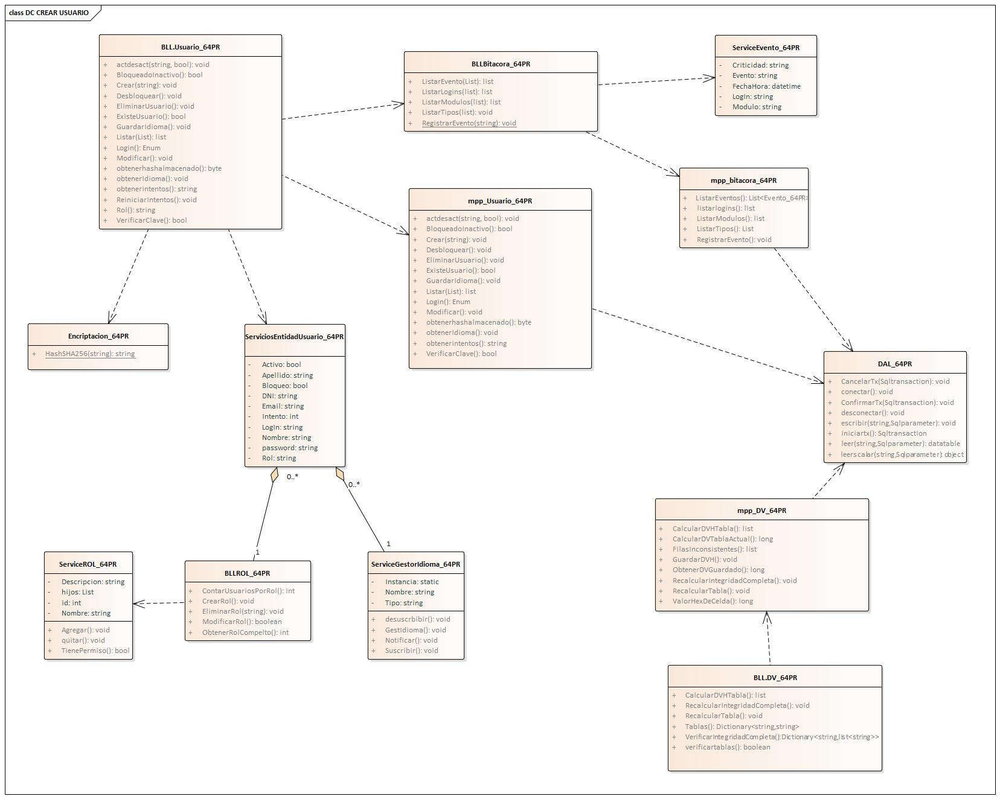 class DC CREAR USUARIO
BLL.Usuario_64PR
+ actdesact(string, bool): void
+ BloqueadoInactivo(): bool
+ Crear(string): void
+ Desbloquear(): void
+ EliminarUsuario(): void
+ ExisteUsuario(): bool
+ GuardarIdioma(): void
+ Listar(List): list
+ Login(): Enum
+ Modificar(): void
+ obtenerhashalmacenado(): byte
+ obtenerIdioma(): void
+ obtenerintentos(): string
+ ReiniciarIntentos(): void
+ Rol(): string
+ VerificarClave(): bool
BLLBitacora_64PR
+ ListarEvento(List): list
+ ListarLogins(list): list
+ ListarModulos(list): list
+ ListarTipos(list): void
+ RegistrarEvento(string): void
ServiceEvento_64PR
- Criticidad: string
- Evento: string
- FechaHora: datetime
- LogIn: string
- Modulo: string
mpp_bitacora_64PR
+ ListarEventos(): List<Evento_64PR>
+ listarlogins(): list
+ ListarModulos(): list
+ ListarTipos(): List
+ RegistrarEvento(): void
mpp_Usuario_64PR
+ actdesact(string, bool): void
+ BloqueadoInactivo(): bool
+ Crear(string): void
+ Desbloquear(): void
+ EliminarUsuario(): void
+ ExisteUsuario(): bool
+ GuardarIdioma(): void
+ Listar(List): list
+ Login(): Enum
+ Modificar(): void
+ obtenerhashalmacenado(): byte
+ obtenerIdioma(): void
+ obtenerintentos(): string
+ VerificarClave(): bool
Encriptacion_64PR
+ HashSHA256(string): string
ServiciosEntidadUsuario_64PR
- Activo: bool
- Apellido: string
- Bloqueo: bool
- DNI: string
- Email: string
- Intento: int
- LogIn: string
- Nombre: string
- password: string
- Rol: string
DAL_64PR
+ CancelarTx(Sqltransaction): void
+ conectar(): void
+ ConfirmarTx(Sqltransaction): void
+ desconectar(): void
+ escribir(string,Sqlparameter): void
+ Iniciartx(): Sqltransaction
+ leer(string,Sqlparameter): datatable
+ leerscalar(string,Sqlparameter): object
0..*
0..*
1
1
mpp_DV_64PR
+ CalcularDVHTabla(): list
+ CalcularDVTablaActual(): long
+ FilasInconsistentes(): list
+ GuardarDVH(): void
+ ObtenerDVGuardado(): long
+ RecalcularIntegridadCompleta(): void
+ RecalcularTabla(): void
+ ValorHexDeCelda(): long
ServiceROL_64PR
- Descripcion: string
- hijos: List
- id: int
- Nombre: string
+ Agregar(): void
+ quitar(): void
+ TienePermiso(): bool
BLLROL_64PR
+ ContarUsuariosPorRol(): int
+ CrearRol(): void
+ EliminarRol(string): void
+ ModificarRol(): boolean
+ ObtenerRolCompelto(): int
ServiceGestorIdioma_64PR
- Instancia: static
- Nombre: string
- Tipo: string
+ desuscrbibir(): void
+ GestIdioma(): void
+ Notificar(): void
+ Suscribir(): void
BLL.DV_64PR
+ CalcularDVHTabla(): list
+ RecalcularIntegridadCompleta(): void
+ RecalcularTabla(): void
+ Tablas(): Dictionary<string,string>
+ VerificarIntegridadCompleta():Dictionary<string,list<string>>
+ verificartablas(): boolean